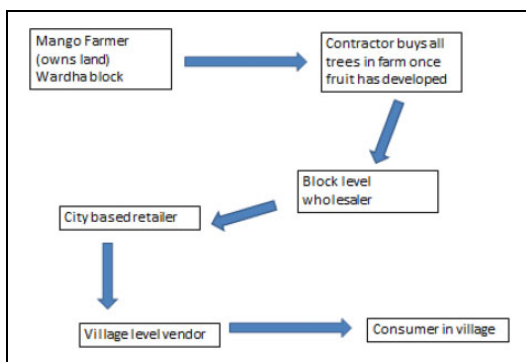 Mango Farmer
(owns land)
Wardha block
Contractor buys all
trees in farm once
fruit has developed
Block level
wholesaler
City based retailer
Village level vendor
Consumer in village